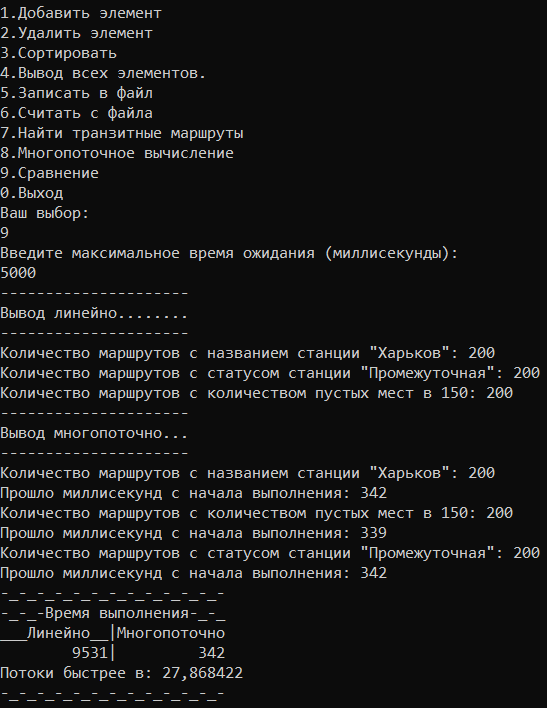 1.Добавить элемент
2.Удалить элемент
3.Сортировать
4.Вывод всех элементов.
5.Записать в файл
6.Считать с файла
7.Найти транзитные маршруты
8.Многопоточное вычисление
9.Сравнение
0.Выход
Ваш выбор:
9
Введите максимальное время ожидания (миллисекунды):
5000
---------------------
Вывод линейно........
---------------------
Количество маршрутов с названием станции "Харьков": 200
Количество маршрутов с статусом станции "Промежуточная": 200
Количество маршрутов с количеством пустых мест в 150: 200
---------------------
Вывод многопоточно...
---------------------
Количество маршрутов с названием станции "Харьков": 200
Прошло миллисекунд с начала выполнения: 342
Количество маршрутов с количеством пустых мест в 150: 200
Прошло миллисекунд с начала выполнения: 339
Количество маршрутов с статусом станции "Промежуточная": 200
Прошло миллисекунд с начала выполнения: 342
-_-_-_-_-_-_-_-_-_-_-_-_-
-_-_-Время выполнения-_-_
___Линейно__|Многопоточно
        9531|         342
Потоки быстрее в: 27,868422
-_-_-_-_-_-_-_-_-_-_-_-_-